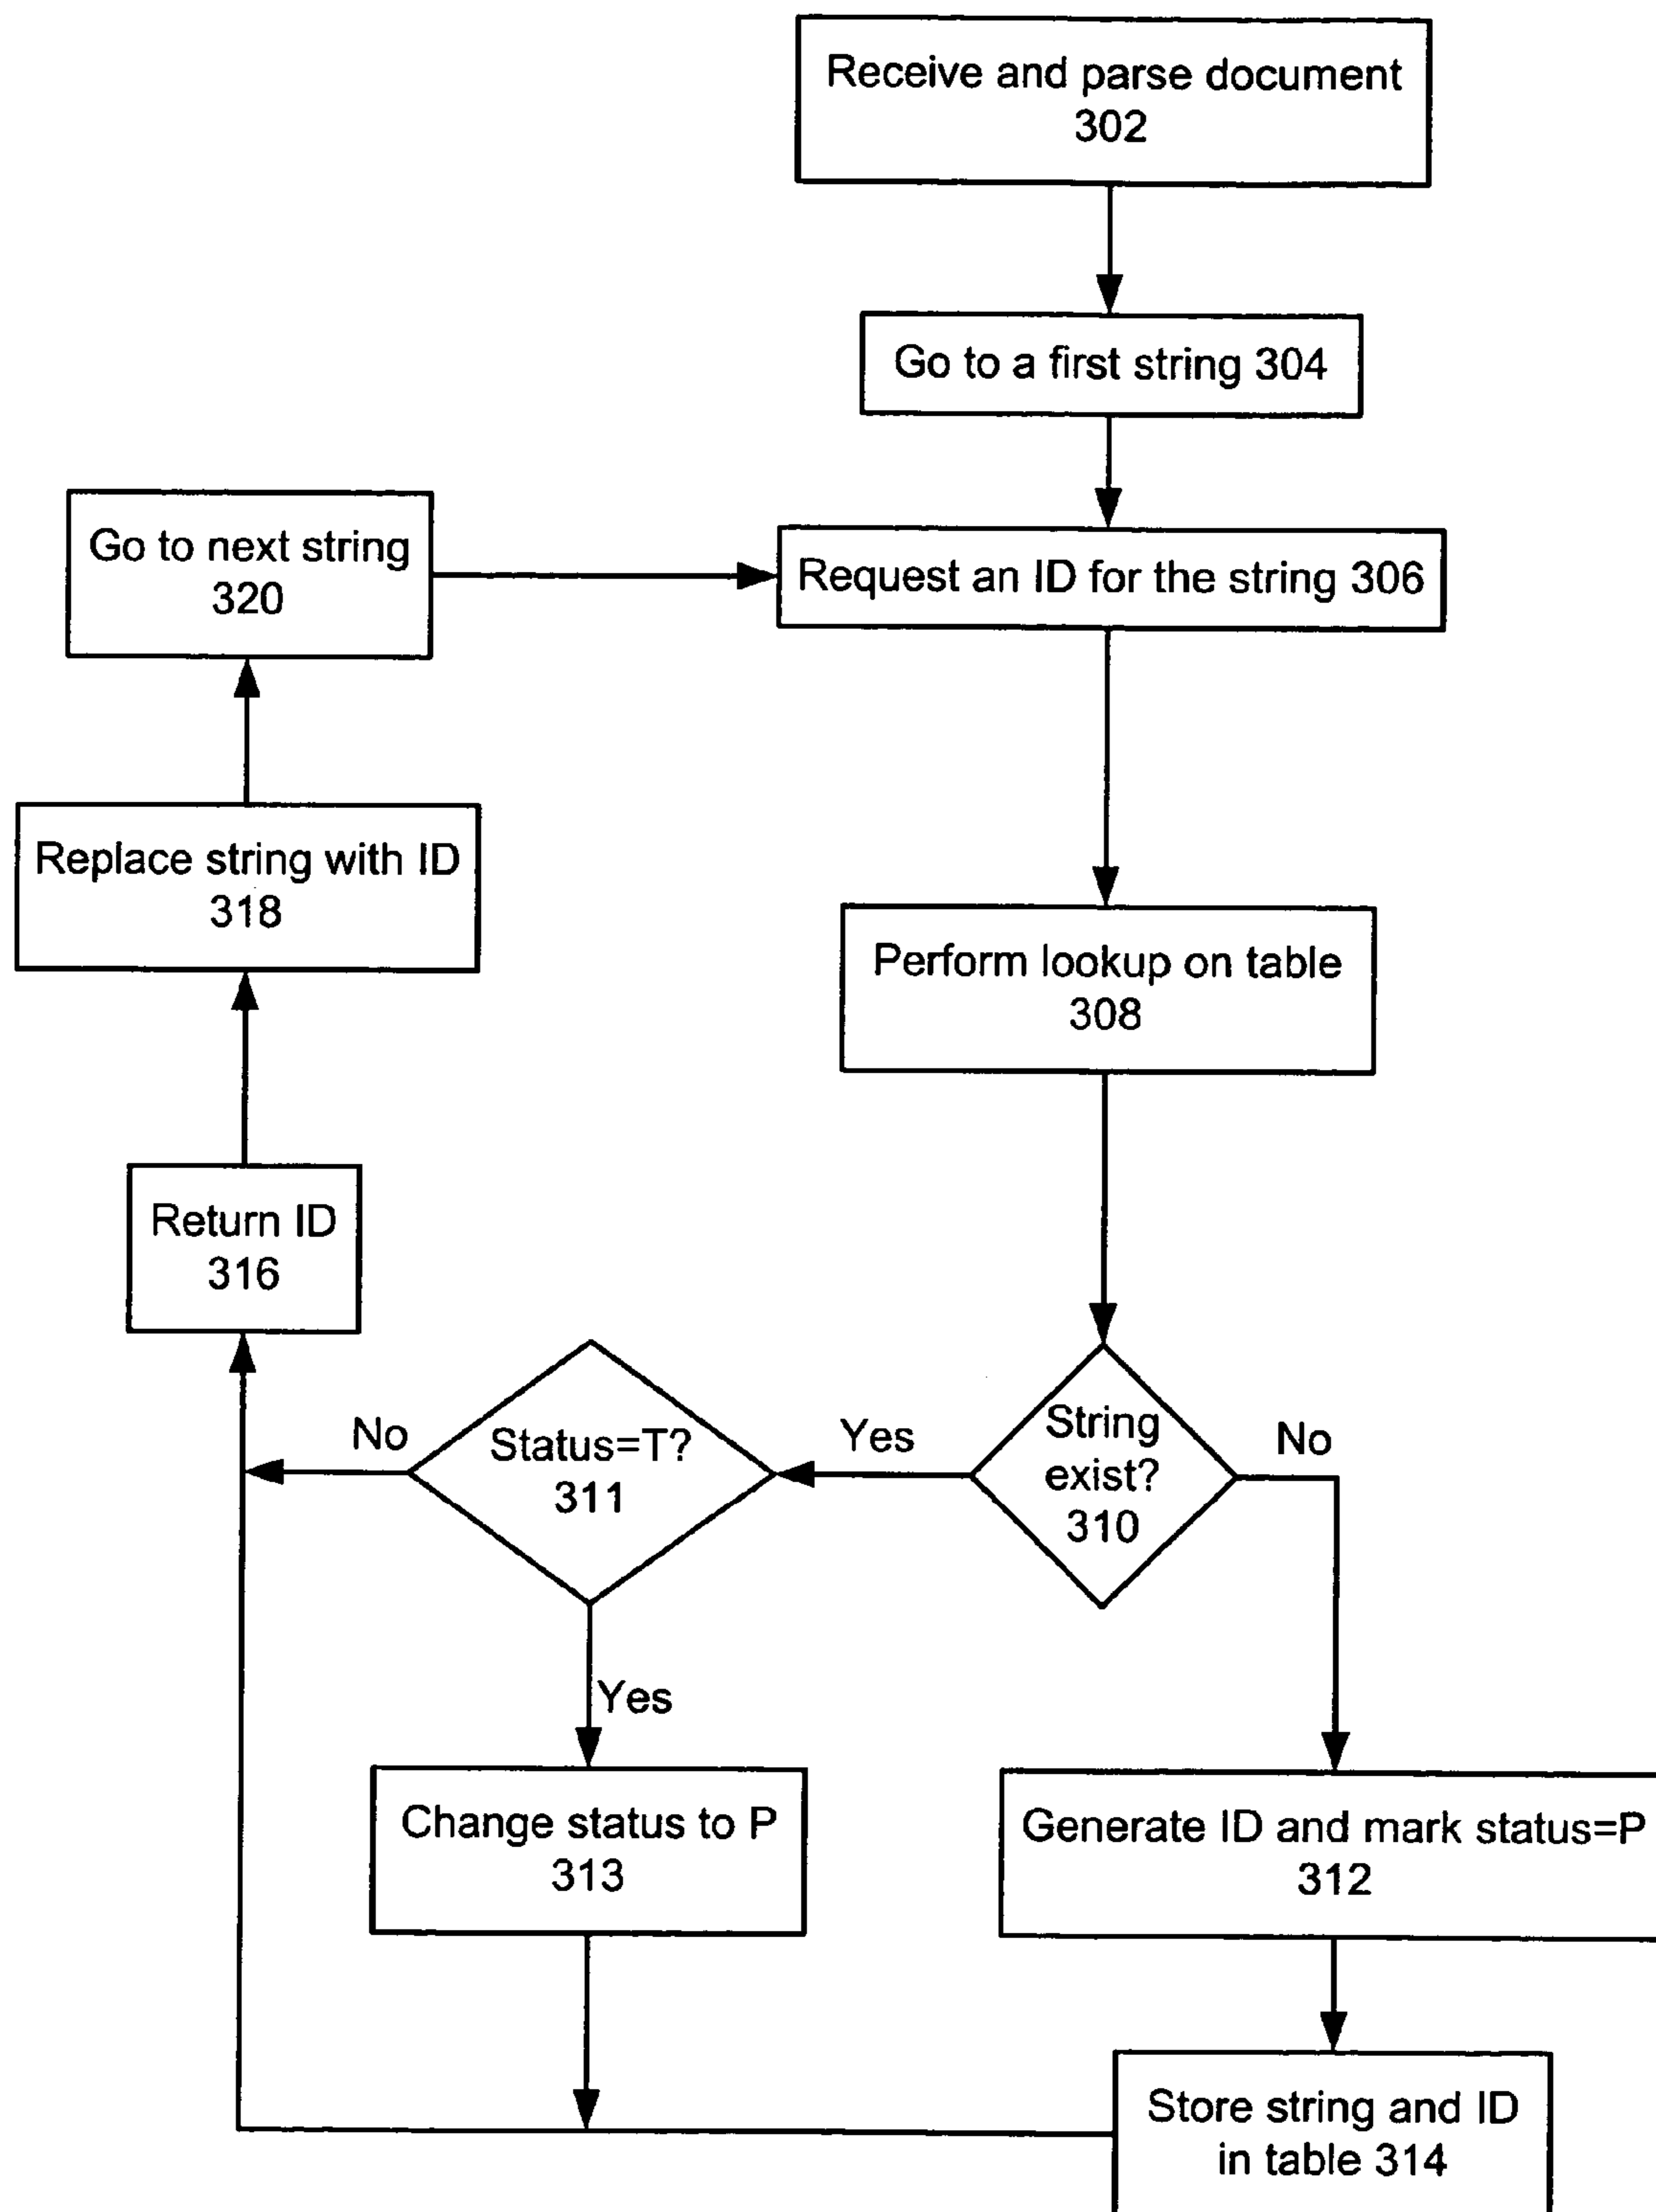 Receive and parse document
302
Go to a first string 304
Go to next string
320
Request an ID for the string 306
Replace string with ID
318
Perform lookup on table
308
Return ID
316
No
Status=T?
311
Yes
String
exist?
310
No
Yes
Change status to P
313
Generate ID and mark status=P
312
Store string and ID
in table 314